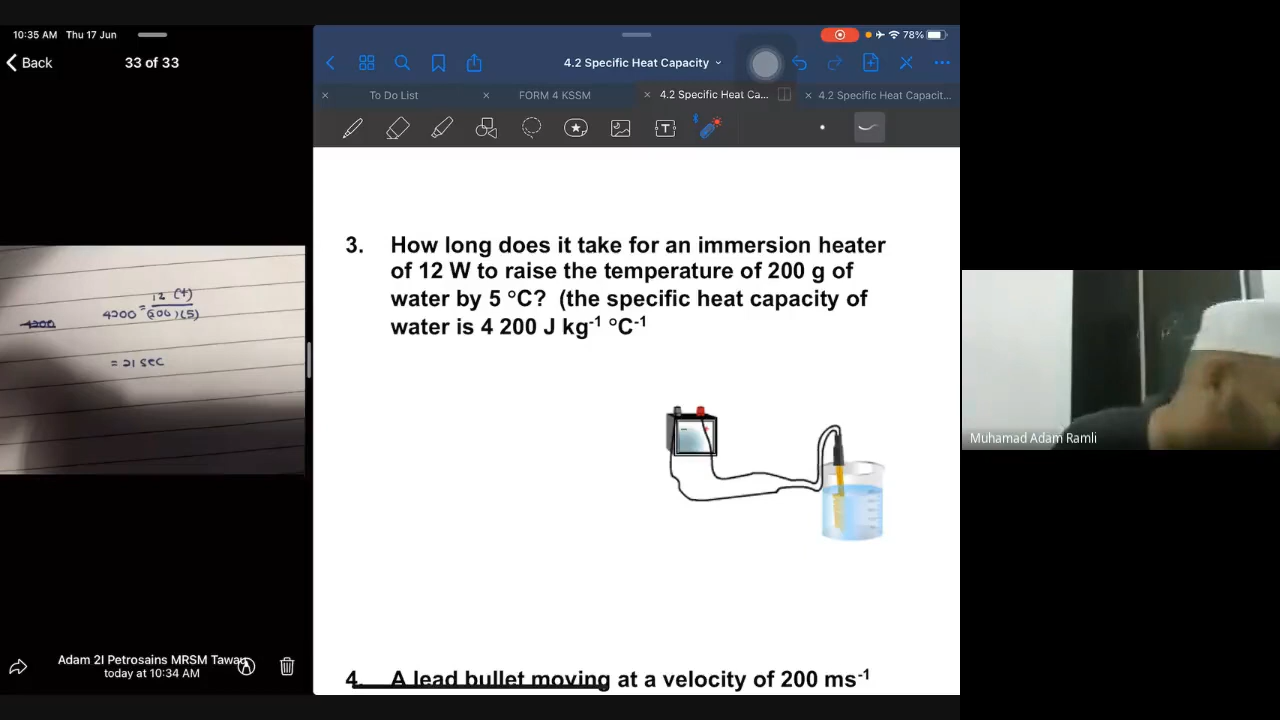 10:35 AM Thu 17 Jun
Back
33 of 33
4200 = 12 (t)
(5)
= 21 sec
Adam 2I Petrosains MRSM Tawau
today at 10:34 AM
78%
4.2 Specific Heat Capacity
To Do List
FORM 4 KSSM
4.2 Specific Heat Ca...
4.2 Specific Heat Capacit...
3. How long does it take for an immersion heater
of 12 W to raise the temperature of 200 g of
water by 5 °C? (the specific heat capacity of
water is 4 200 J kg⁻¹ °C⁻¹
4. A lead bullet moving at a velocity of 200 ms⁻¹
Muhamad Adam Ramli